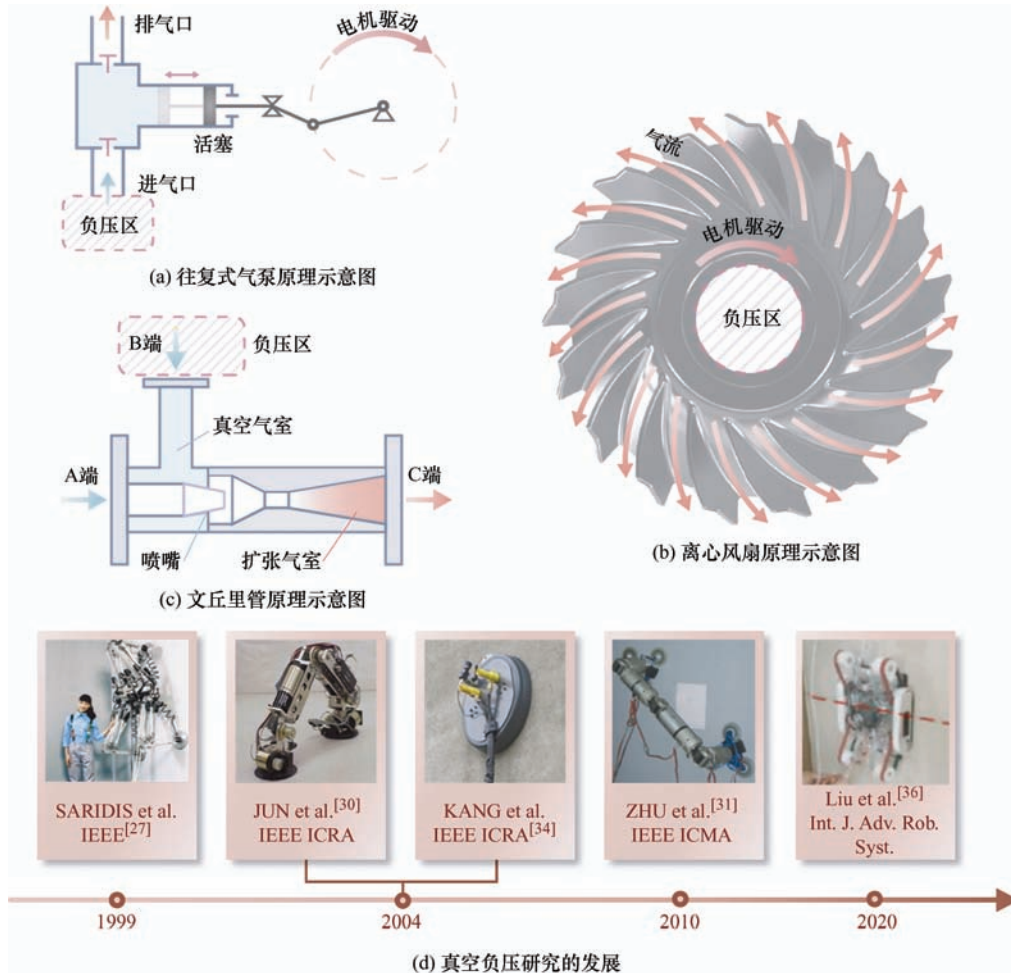 排气口
电机驱动
活塞
进气口
负压区
(a) 往复式气泵原理示意图
气流
电机驱动
负压区
(b) 离心风扇原理示意图
B端
负压区
真空气室
A端
C端
喷嘴
扩张气室
(c) 文丘里管原理示意图
SARIDIS et al.
IEEE[27]
JUN et al.[30]
IEEE ICRA
KANG et al.
IEEE ICRA[34]
ZHU et al.[31]
IEEE ICMA
Liu et al.[36]
Int. J. Adv. Rob.
Syst.
1999
2004
2010
2020
(d) 真空负压研究的发展